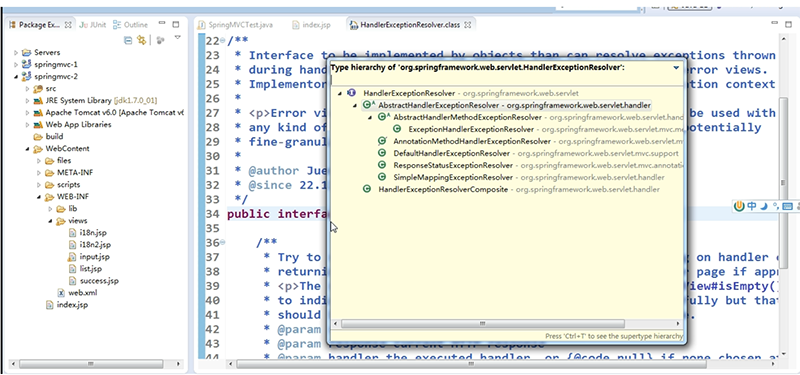 Package Ex...
JUnit
Outline
Servers
springmvc-1
springmvc-2
src
JRE System Library [jdk1.7.0_01]
Apache Tomcat v6.0 [Apache Tomcat v6
Web App Libraries
build
WebContent
files
META-INF
scripts
WEB-INF
lib
views
i18n.jsp
i18n2.jsp
input.jsp
list.jsp
success.jsp
web.xml
index.jsp
SpringMVCTest.java
index.jsp
HandlerExceptionResolver.class
22 /**
23 * Interface to be implemented by objects than can resolve exceptions thrown
24 * during hand
25 * Implementor
26 *
27 * <p>Error vi
28 any kind of
29 fine-granul
30 *
31 * @author Jue
32 * @since 22.1
33 */
34 public interfa
35
36 /**
37 * Try to
38 returni
39 * <p>The
40 to indi
41 should
42 * @param
43 * @param response current HTTP response
44 * @param handler the executed handler, or {@code null} if none chosen at
error views.
ation context
be used with
potentially
ng on handler e
page if appr
View#isEmpty()
fully but that
e.
Type hierarchy of 'org.springframework.web.servlet.HandlerExceptionResolver':
HandlerExceptionResolver - org.springframework.web.servlet
AbstractHandlerExceptionResolver - org.springframework.web.servlet.handler
AbstractHandlerMethodExceptionResolver - org.springframework.web.servlet.hand
ExceptionHandlerExceptionResolver - org.springframework.web.servlet.mvc.me
AnnotationMethodHandlerExceptionResolver - org.springframework.web.servlet.m
DefaultHandlerExceptionResolver - org.springframework.web.servlet.mvc.support
ResponseStatusExceptionResolver - org.springframework.web.servlet.mvc.annotati
SimpleMappingExceptionResolver - org.springframework.web.servlet.handler
HandlerExceptionResolverComposite - org.springframework.web.servlet.handler
Press 'Ctrl+T' to see the supertype hierarchy
中